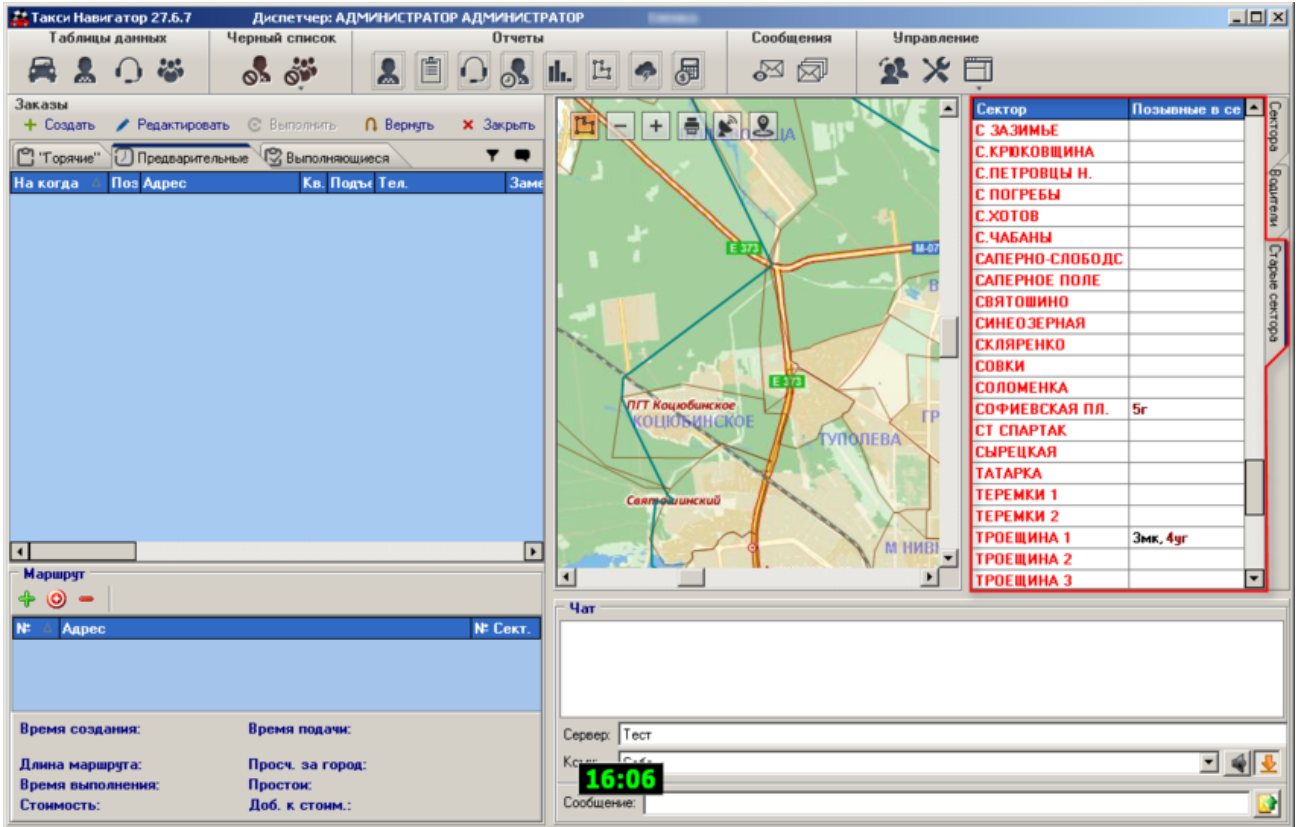 Такси Навигатор 27.6.7 Диспетчер: АДМИНИСТРАТОР АДМИНИСТРАТОР
Таблицы данных Черный список Отчеты Сообщения Управление
Заказы
Создать Редактировать Выполнить Вернуть Закрыть
"Горячие" Предварительные Выполняющиеся
На когда Поз Адрес Кв. Подъе Тел. Заме
E 373
М-07
E 373
ПГТ Коцюбинское
КОЦЮБИНСКОЕ
ГР
ТУПОЛЕВА
Святошинский
М НИВ
Сектор Позывные в се
С ЗАЗИМЬЕ
С.КРЮКОВЩИНА
С.ПЕТРОВЦЫ Н.
С ПОГРЕБЫ
С.ХОТОВ
С.ЧАБАНЫ
САПЕРНО-СЛОБОДС
САПЕРНОЕ ПОЛЕ
СВЯТОШИНО
СИНЕОЗЕРНАЯ
СКЛЯРЕНКО
СОВКИ
СОЛОМЕНКА
СОФИЕВСКАЯ ПЛ. 5г
СТ СПАРТАК
СЫРЕЦКАЯ
ТАТАРКА
ТЕРЕМКИ 1
ТЕРЕМКИ 2
ТРОЕЩИНА 1 3мк, 4уг
ТРОЕЩИНА 2
ТРОЕЩИНА 3
Сектора
Водители
Старые сектора
Маршрут
№ Адрес № Сект.
Время создания: Время подачи:
Длина маршрута: Просч. за город:
Время выполнения: Простои:
Стоимость: Доб. к стоим.:
Чат
Сервер: Тест
16:06
Сообщение: